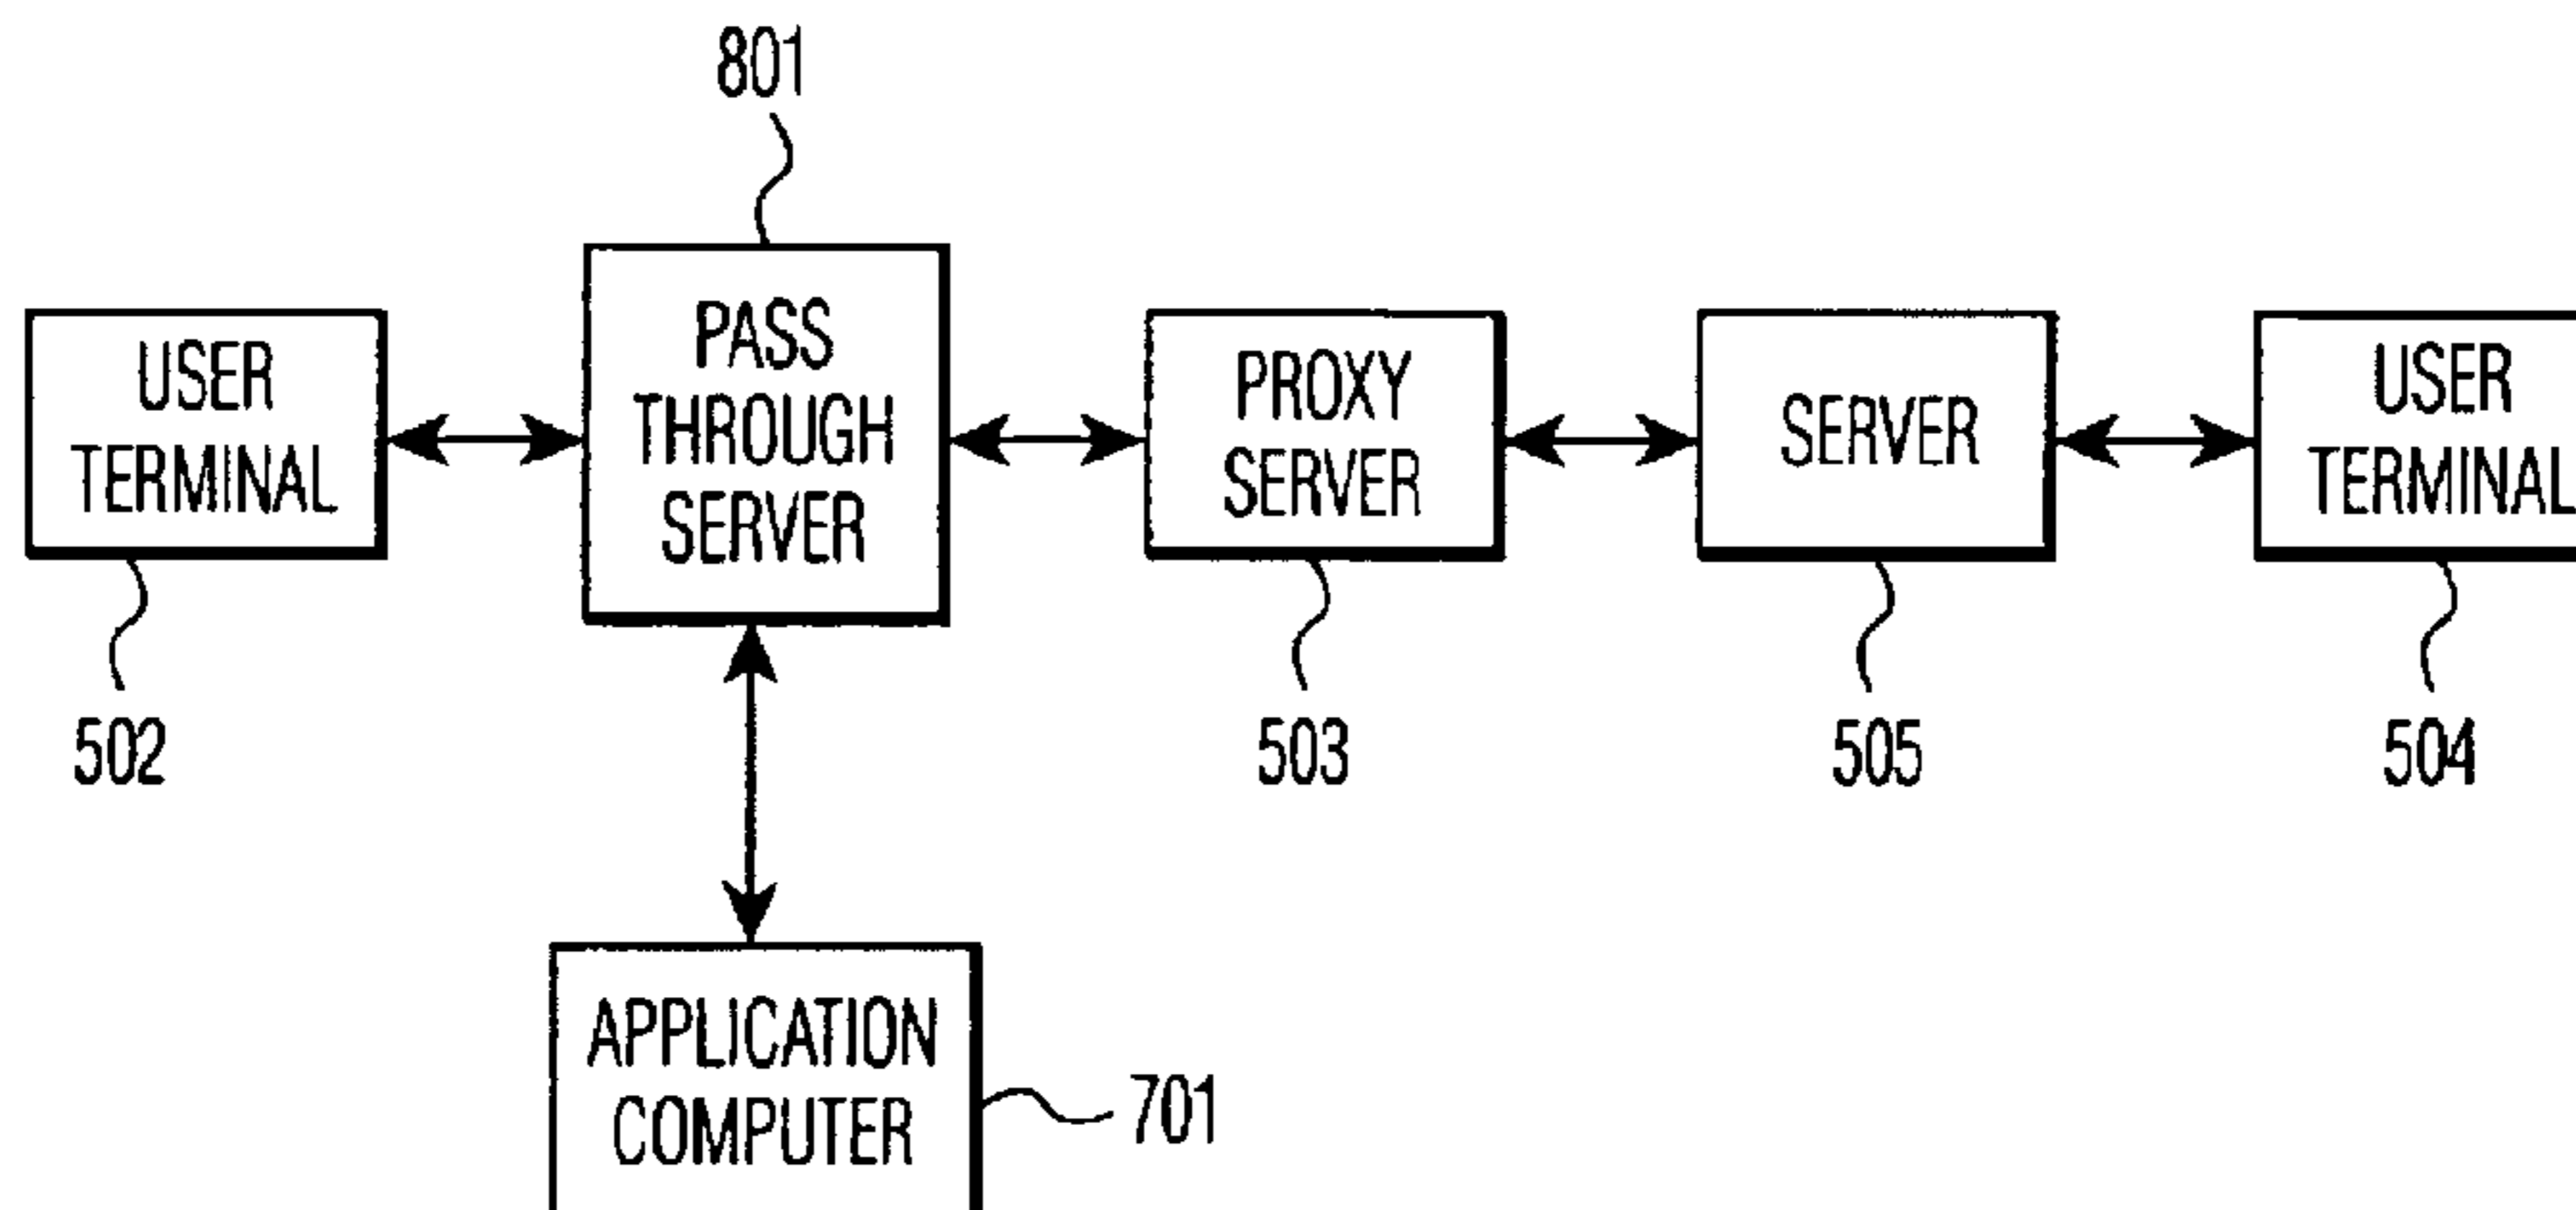 801
USER
TERMINAL
PASS
THROUGH
SERVER
PROXY
SERVER
SERVER
USER
TERMINAL
502
503
505
504
APPLICATION
COMPUTER
701